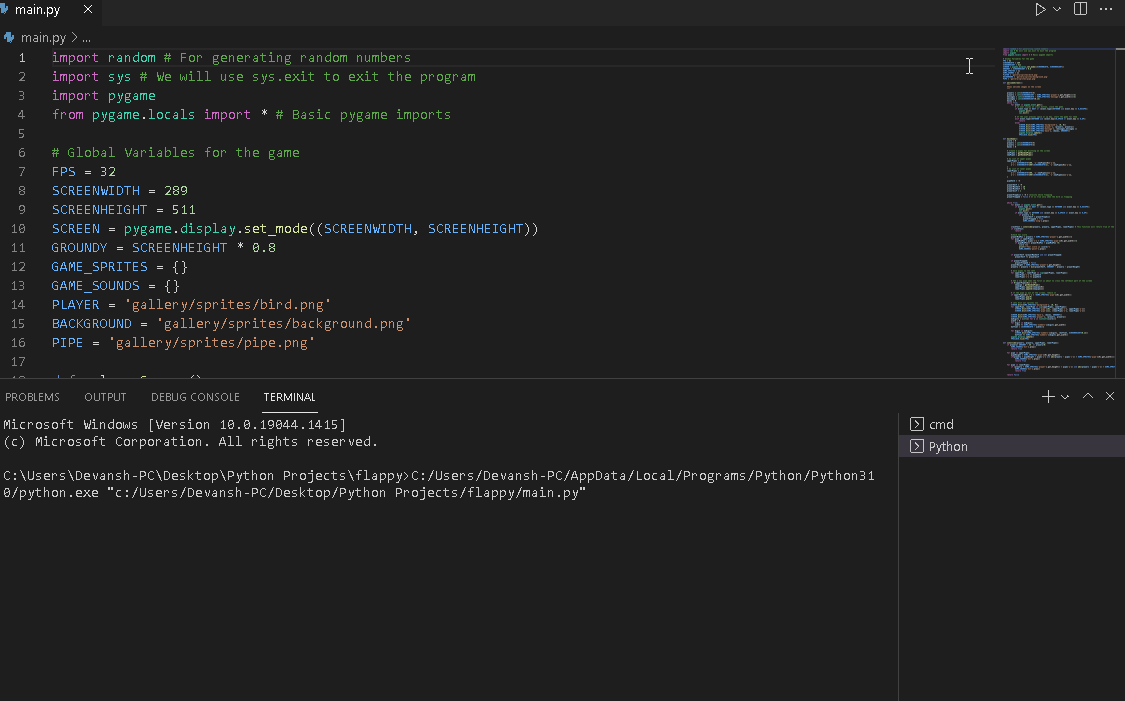 main.py
main.py > ...
1 import random # For generating random numbers
2 import sys # We will use sys.exit to exit the program
3 import pygame
4 from pygame.locals import * # Basic pygame imports
5
6 # Global Variables for the game
7 FPS = 32
8 SCREENWIDTH = 289
9 SCREENHEIGHT = 511
10 SCREEN = pygame.display.set_mode((SCREENWIDTH, SCREENHEIGHT))
11 GROUNDY = SCREENHEIGHT * 0.8
12 GAME_SPRITES = {}
13 GAME_SOUNDS = {}
14 PLAYER = 'gallery/sprites/bird.png'
15 BACKGROUND = 'gallery/sprites/background.png'
16 PIPE = 'gallery/sprites/pipe.png'
17
PROBLEMS OUTPUT DEBUG CONSOLE TERMINAL
Microsoft Windows [Version 10.0.19044.1415]
(c) Microsoft Corporation. All rights reserved.
C:\Users\Devansh-PC\Desktop\Python Projects\flappy>C:/Users/Devansh-PC/AppData/Local/Programs/Python/Python31
0/python.exe "c:/Users/Devansh-PC/Desktop/Python Projects/flappy/main.py"
cmd
Python